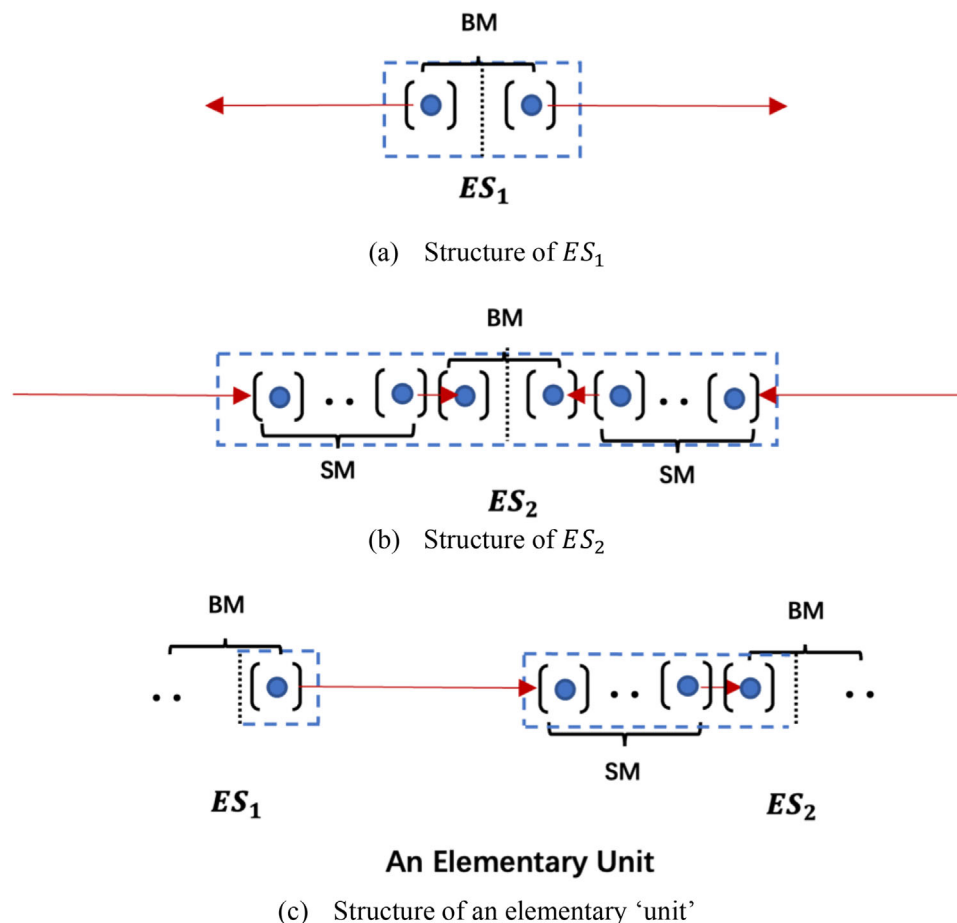 BM
ES₁
(a) Structure of ES₁
BM
SM SM
ES₂
(b) Structure of ES₂
BM BM
SM
ES₁ ES₂
An Elementary Unit
(c) Structure of an elementary ‘unit’